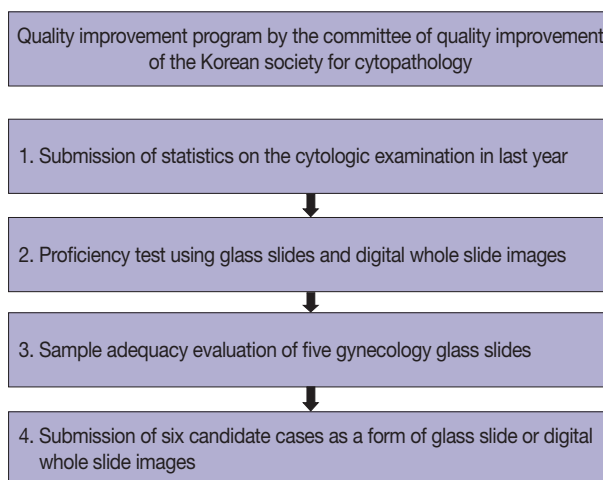 Quality improvement program by the committee of quality improvement
of the Korean society for cytopathology
1. Submission of statistics on the cytologic examination in last year
2. Proficiency test using glass slides and digital whole slide images
3. Sample adequacy evaluation of five gynecology glass slides
4. Submission of six candidate cases as a form of glass slide or digital
whole slide images